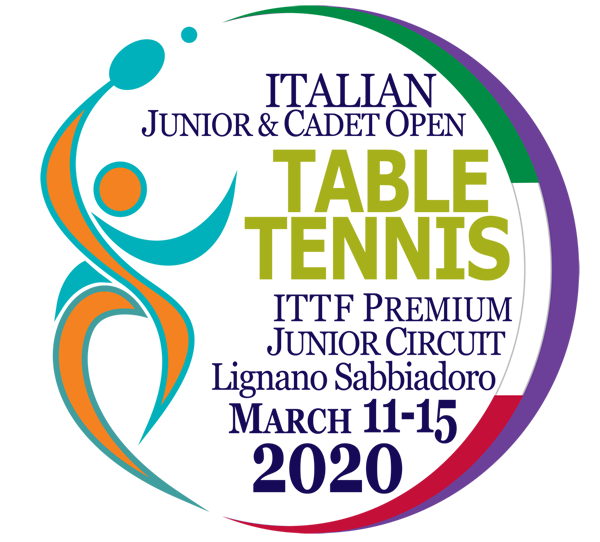 ITALIAN
JUNIOR & CADET OPEN
TABLE
TENNIS
ITTF PREMIUM
JUNIOR CIRCUIT
Lignano Sabbiadoro
MARCH 11-15
2020